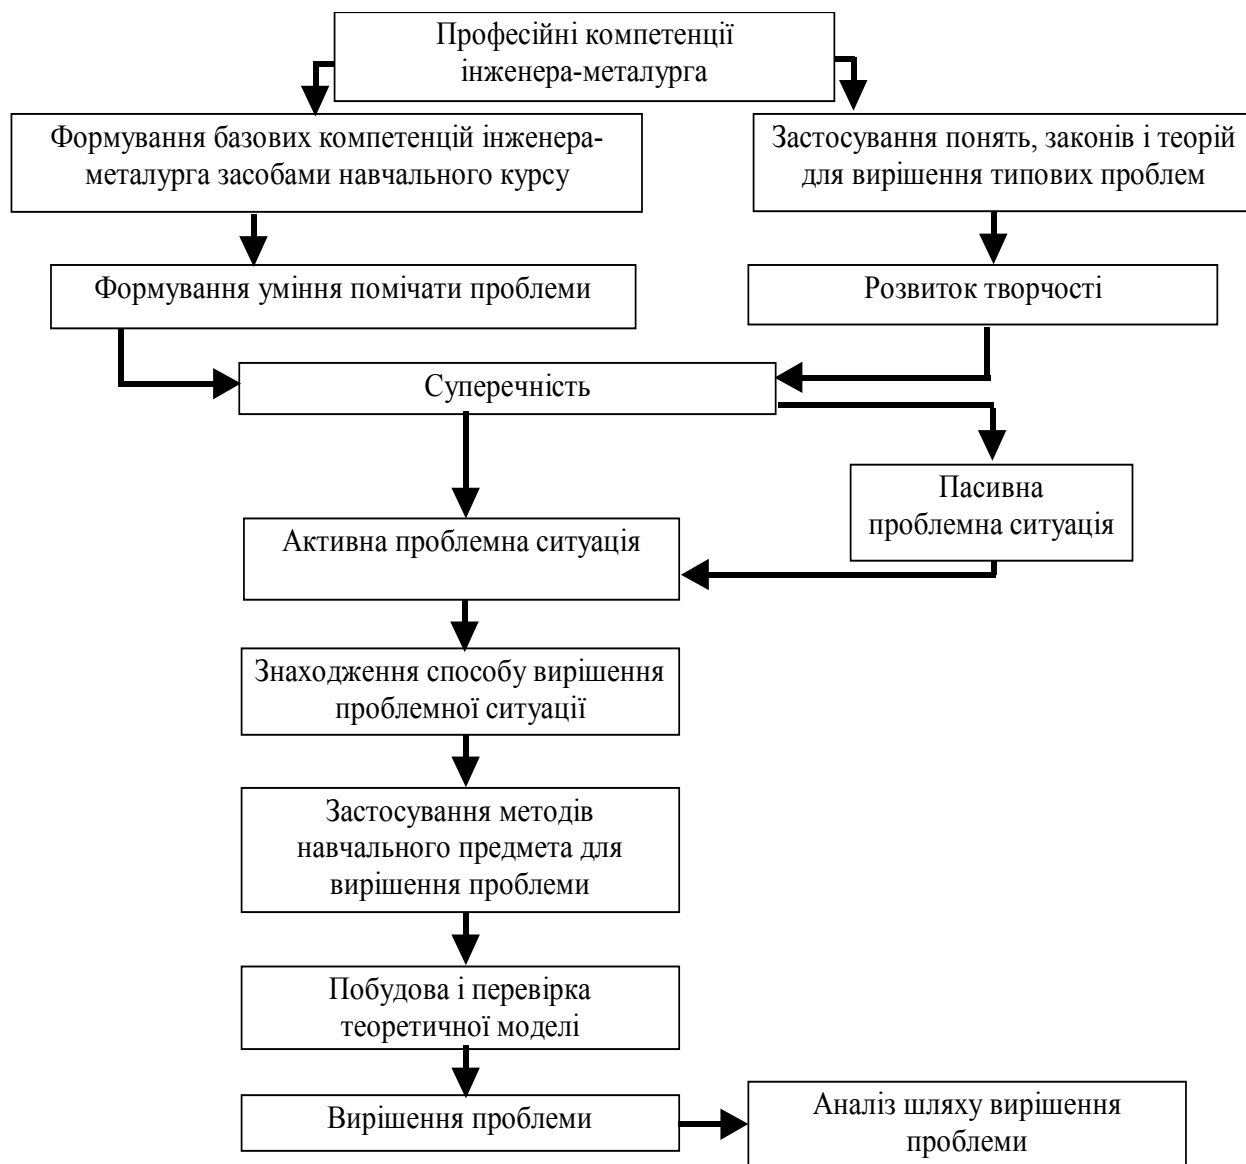 Професійні компетенції
інженера-металурга
Формування базових компетенцій інженера-
металурга засобами навчального курсу
Застосування понять, законів і теорій
для вирішення типових проблем
Формування уміння помічати проблеми
Розвиток творчості
Суперечність
Пасивна
проблемна ситуація
Активна проблемна ситуація
Знаходження способу вирішення
проблемної ситуації
Застосування методів
навчального предмета для
вирішення проблеми
Побудова і перевірка
теоретичної моделі
Вирішення проблеми
Аналіз шляху вирішення
проблеми